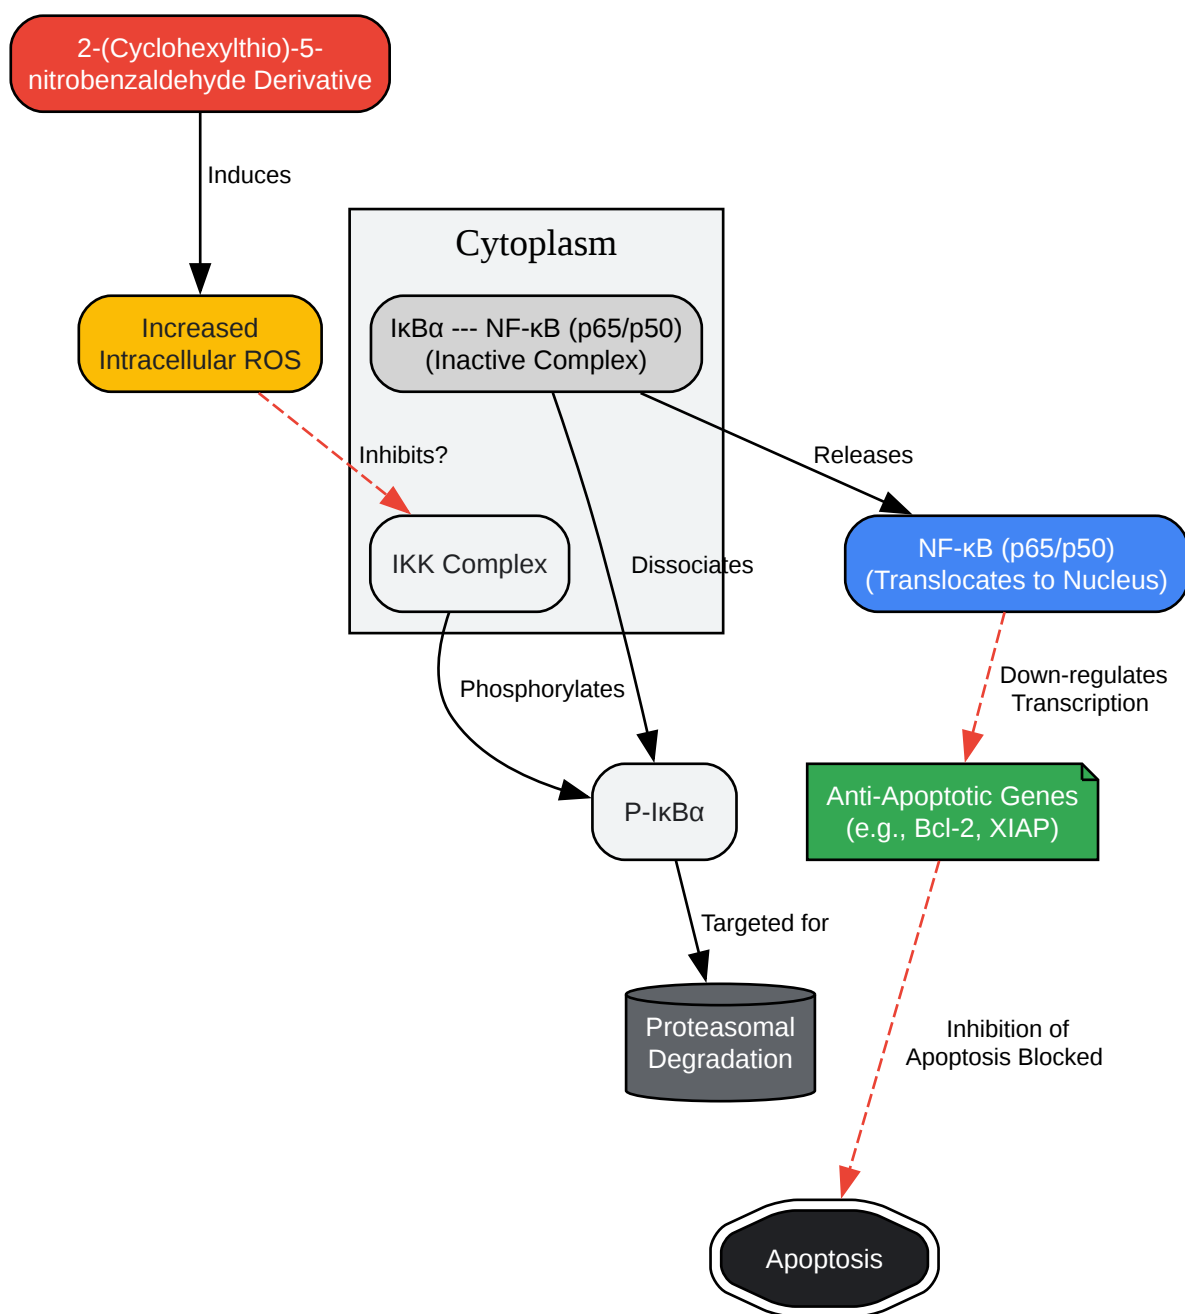 2-(Cyclohexylthio)-5-
nitrobenzaldehyde Derivative
Induces
Cytoplasm
Increased
Intracellular ROS
IκBα --- NF-κB (p65/p50)
(Inactive Complex)
Inhibits?
Releases
IKK Complex
Dissociates
NF-κB (p65/p50)
(Translocates to Nucleus)
Phosphorylates
Down-regulates
Transcription
P-IκBα
Anti-Apoptotic Genes
(e.g., Bcl-2, XIAP)
Targeted for
Proteasomal
Degradation
Inhibition of
Apoptosis Blocked
Apoptosis